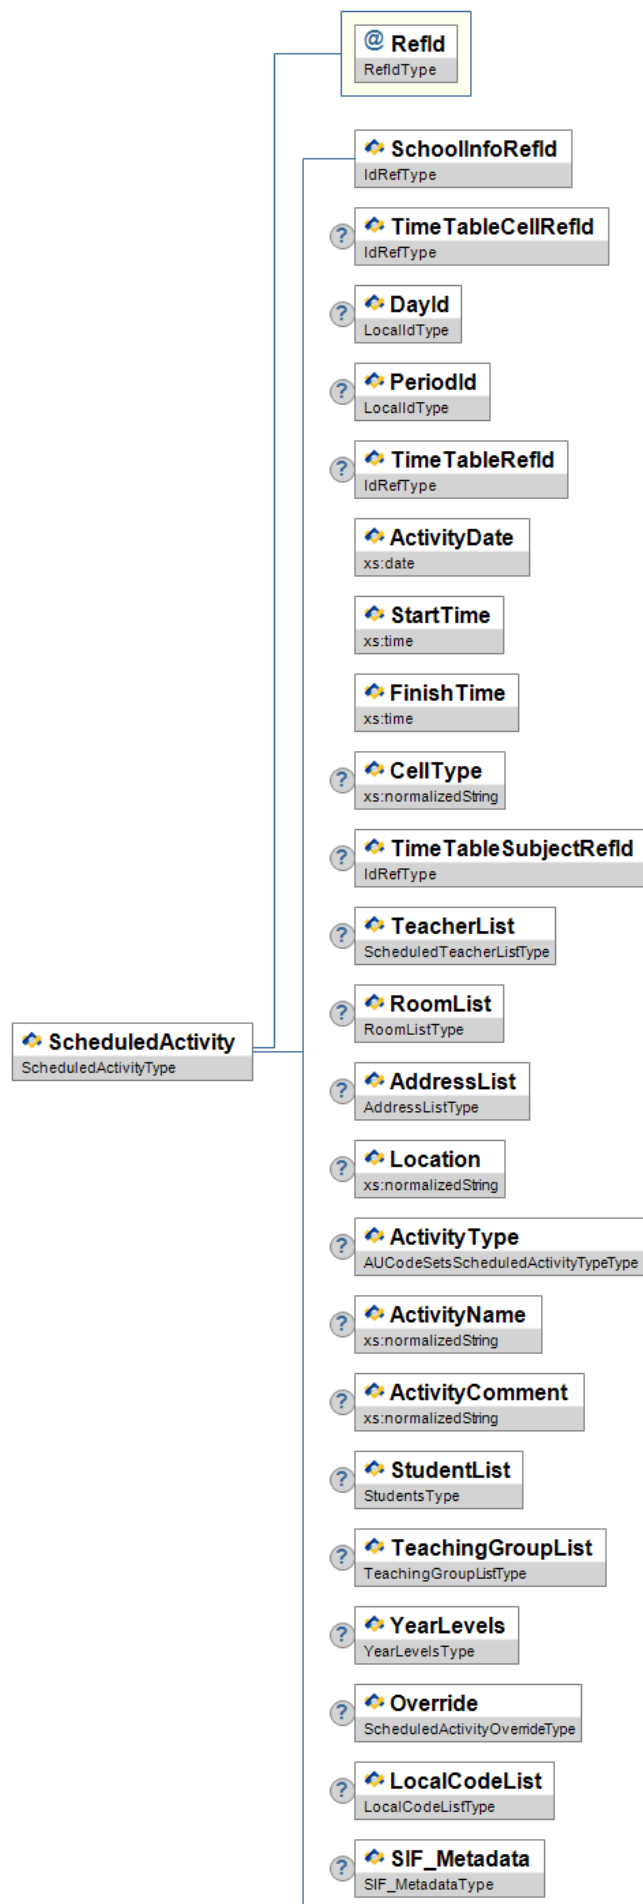 @ RefId
RefIdType
SchoolInfoRefId
IdRefType
? TimeTableCellRefId
IdRefType
? DayId
LocalIdType
? PeriodId
LocalIdType
? TimeTableRefId
IdRefType
ActivityDate
xs:date
StartTime
xs:time
FinishTime
xs:time
? CellType
xs:normalizedString
? TimeTableSubjectRefId
IdRefType
? TeacherList
ScheduledTeacherListType
? RoomList
RoomListType
ScheduledActivity
ScheduledActivityType
? AddressList
AddressListType
? Location
xs:normalizedString
? ActivityType
AUCodeSetsScheduledActivityTypeType
? ActivityName
xs:normalizedString
? ActivityComment
xs:normalizedString
? StudentList
StudentsType
? TeachingGroupList
TeachingGroupListType
? YearLevels
YearLevelsType
? Override
ScheduledActivityOverrideType
? LocalCodeList
LocalCodeListType
? SIF_Metadata
SIF_MetadataType